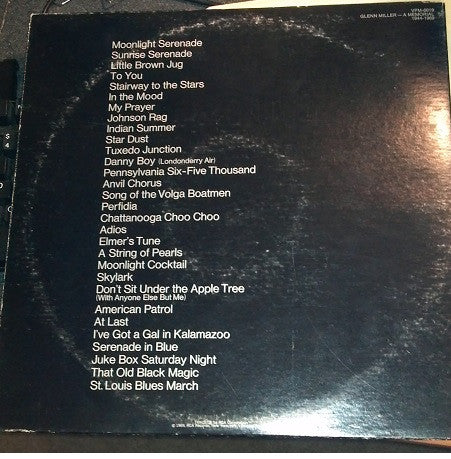 VPM-6019
GLENN MILLER — A MEMORIAL
1944-1969
Moonlight Serenade
Sunrise Serenade
Little Brown Jug
To You
Stairway to the Stars
In the Mood
My Prayer
Johnson Rag
Indian Summer
Star Dust
Tuxedo Junction
Danny Boy (Londonderry Air)
Pennsylvania Six-Five Thousand
Anvil Chorus
Song of the Volga Boatmen
Perfidia
Chattanooga Choo Choo
Adios
Elmer's Tune
A String of Pearls
Moonlight Cocktail
Skylark
Don't Sit Under the Apple Tree
(With Anyone Else But Me)
American Patrol
At Last
I've Got a Gal in Kalamazoo
Serenade in Blue
Juke Box Saturday Night
That Old Black Magic
St. Louis Blues March